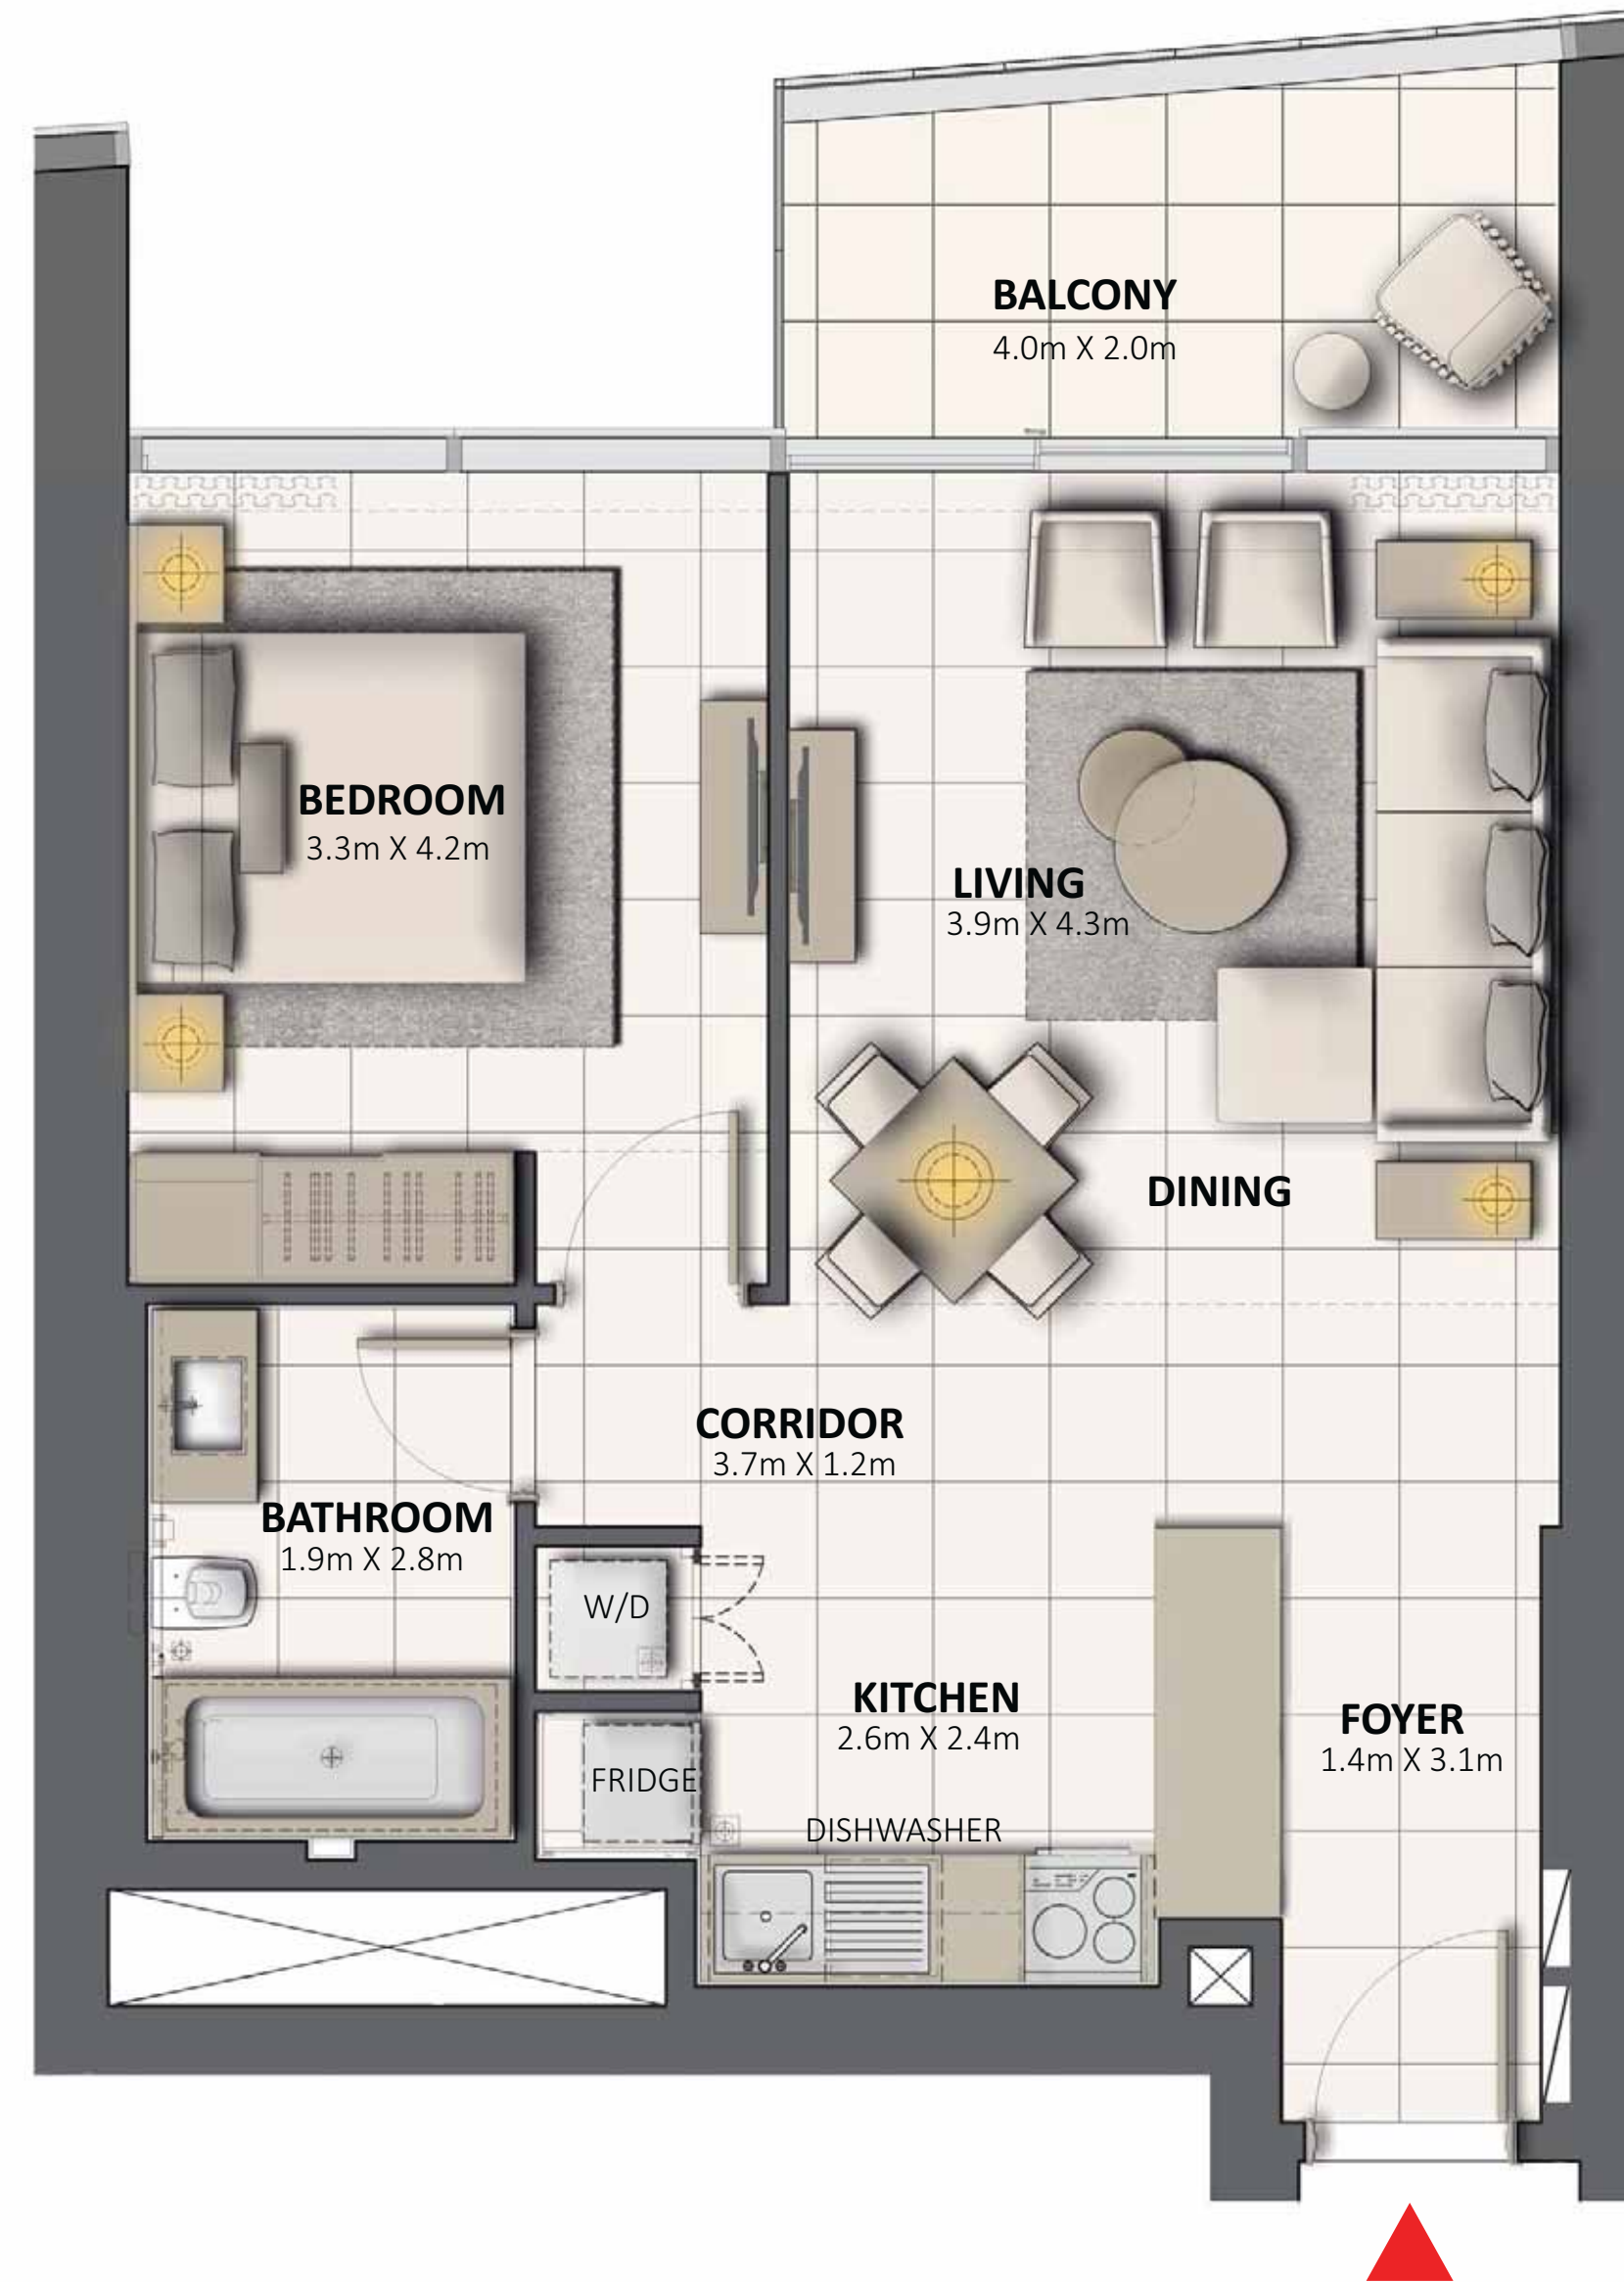 BALCONY
4.0m X 2.0m
BEDROOM
3.3m X 4.2m
LIVING
3.9m X 4.3m
DINING
CORRIDOR
3.7m X 1.2m
BATHROOM
1.9m X 2.8m
W/D
KITCHEN
2.6m X 2.4m
FOYER
1.4m X 3.1m
FRIDGE
DISHWASHER